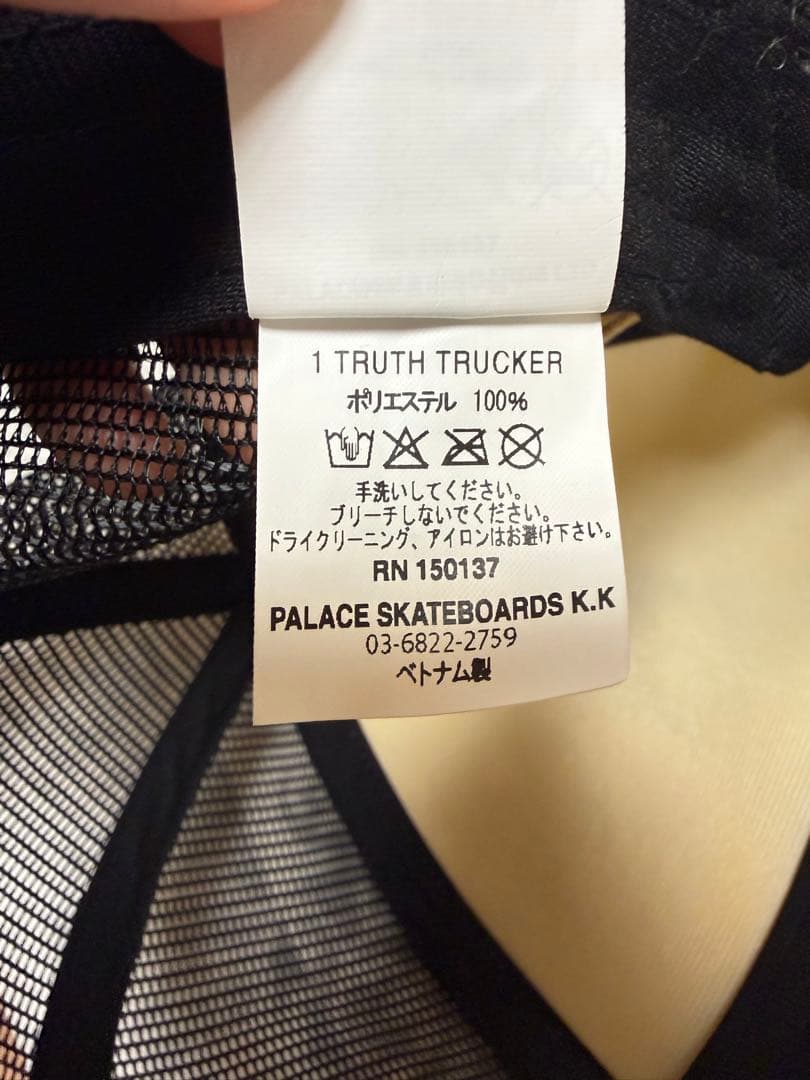 1 TRUTH TRUCKER
ポリエステル 100%
手洗いしてください。
ブリーチしないでください。
ドライクリーニング、アイロンはお避け下さい。
RN 150137
PALACE SKATEBOARDS K.K
03-6822-2759
ベトナム製